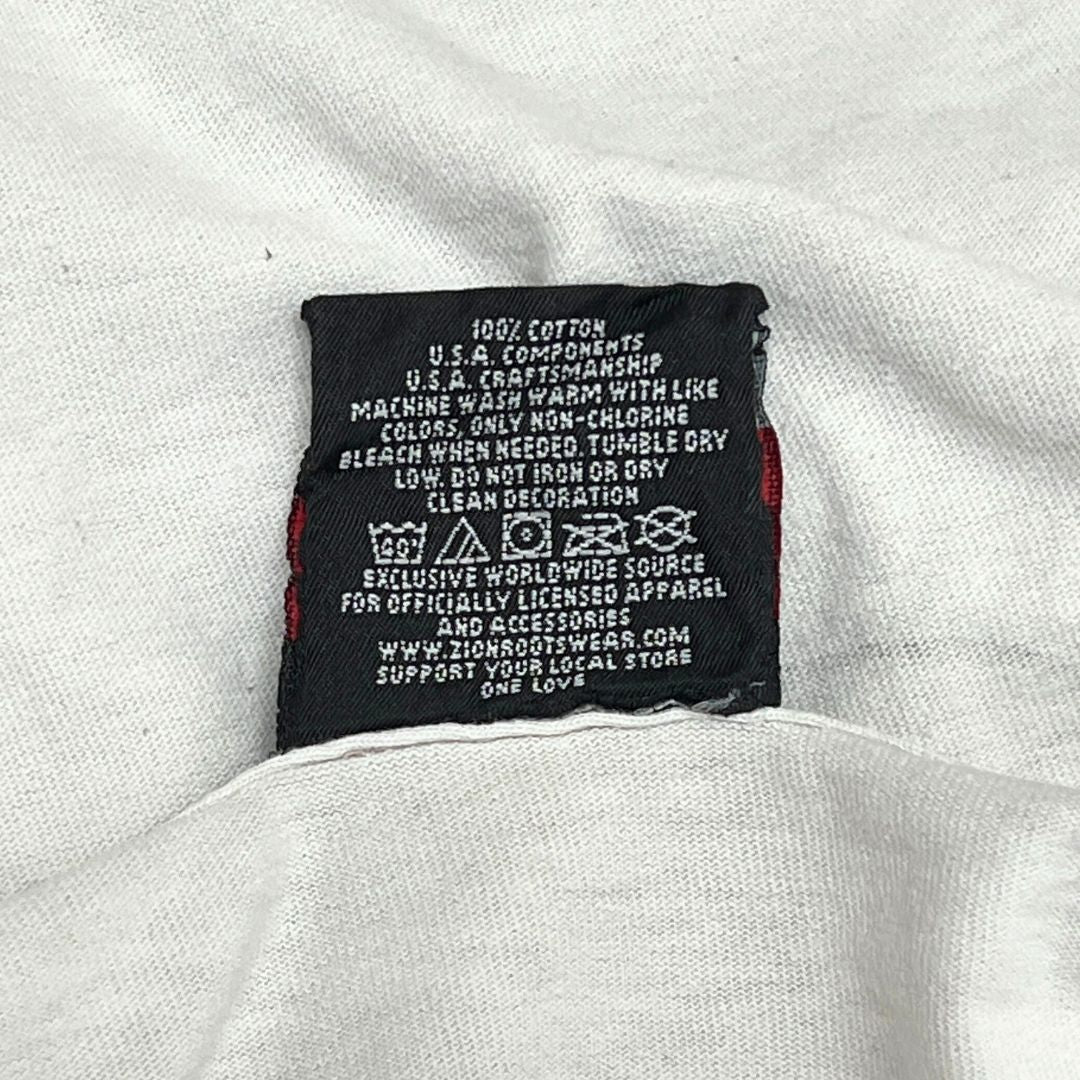 100% COTTON
U.S.A. COMPONENTS
U.S.A. CRAFTSMANSHIP
MACHINE WASH WARM WITH LIKE
COLORS, ONLY NON-CHLORINE
BLEACH WHEN NEEDED. TUMBLE DRY
LOW. DO NOT IRON OR DRY
CLEAN DECORATION
40°
EXCLUSIVE WORLDWIDE SOURCE
FOR OFFICIALLY LICENSED APPAREL
AND ACCESSORIES
WWW.ZIONROOTSWEAR.COM
SUPPORT YOUR LOCAL STORE
ONE LOVE